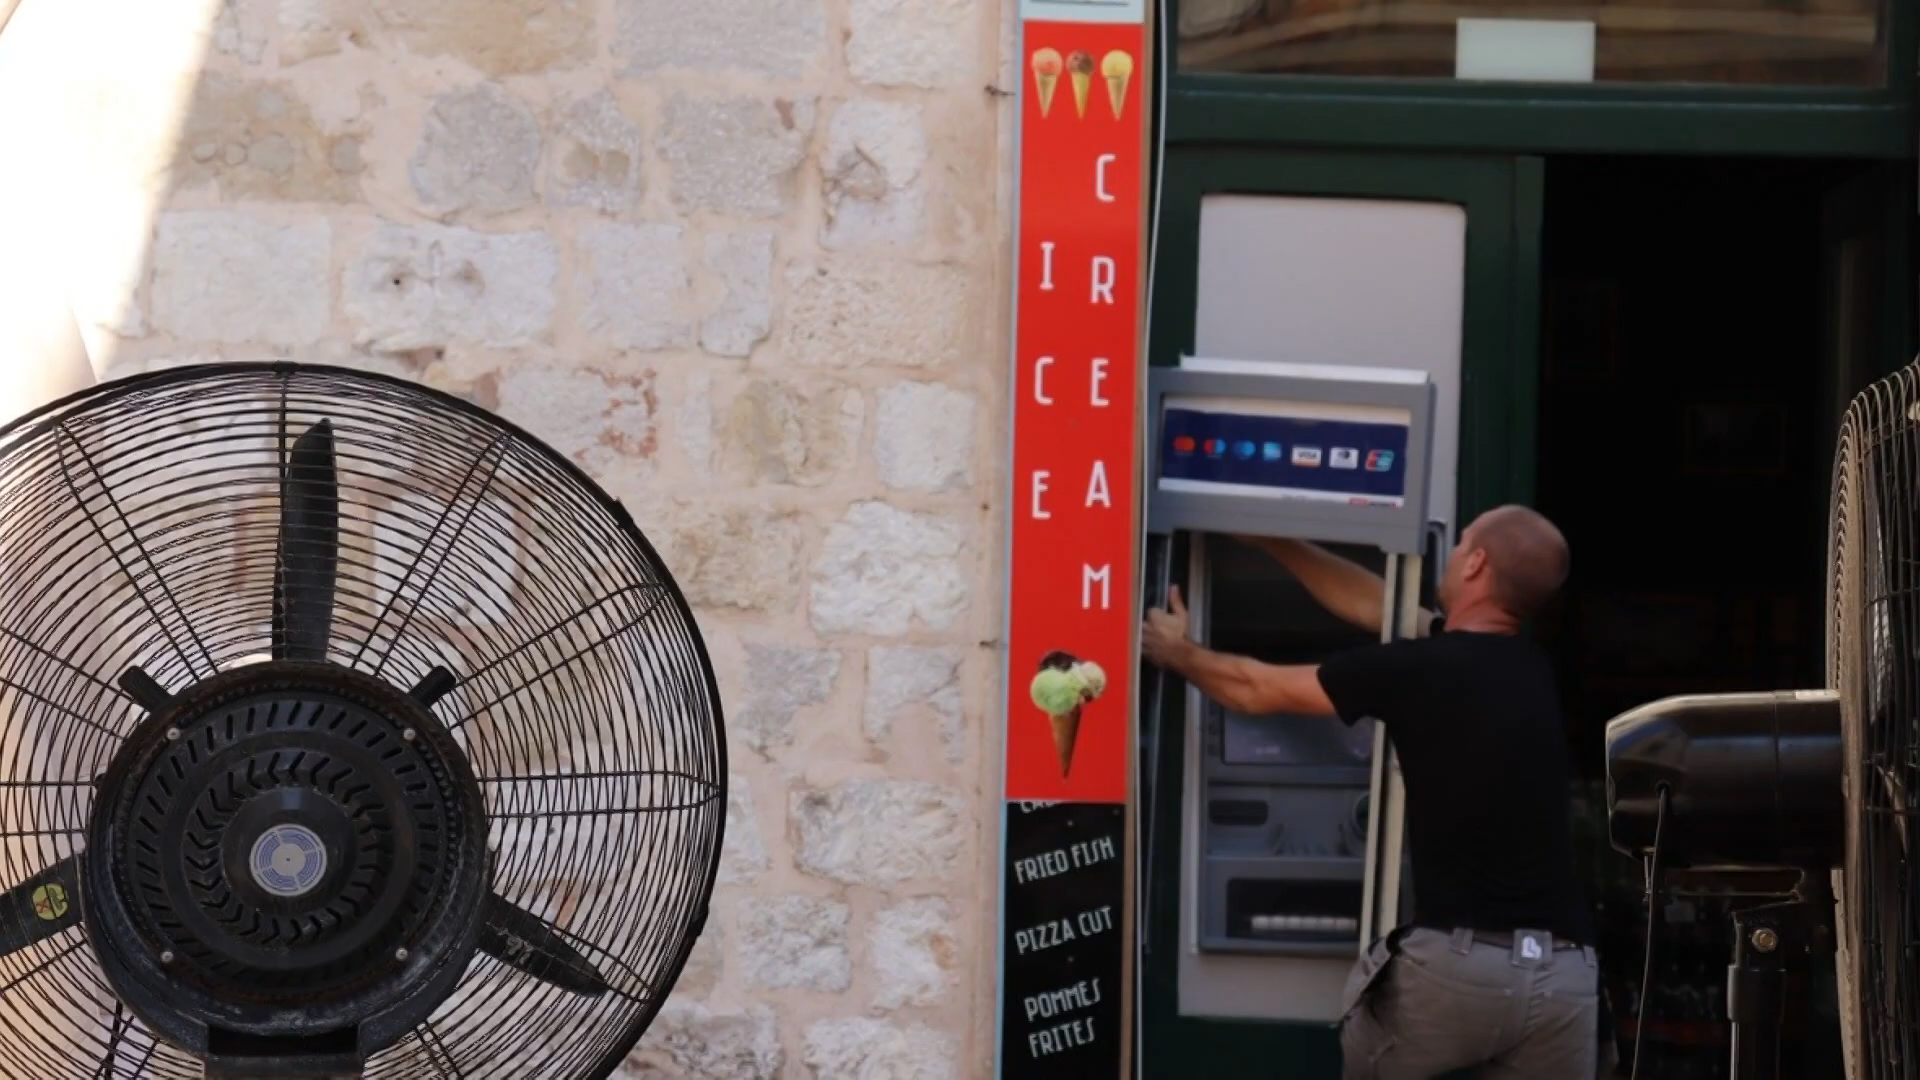 ICE
CREAM
FRIED FISH
PIZZA CUT
POMMES
FRITES
VISA